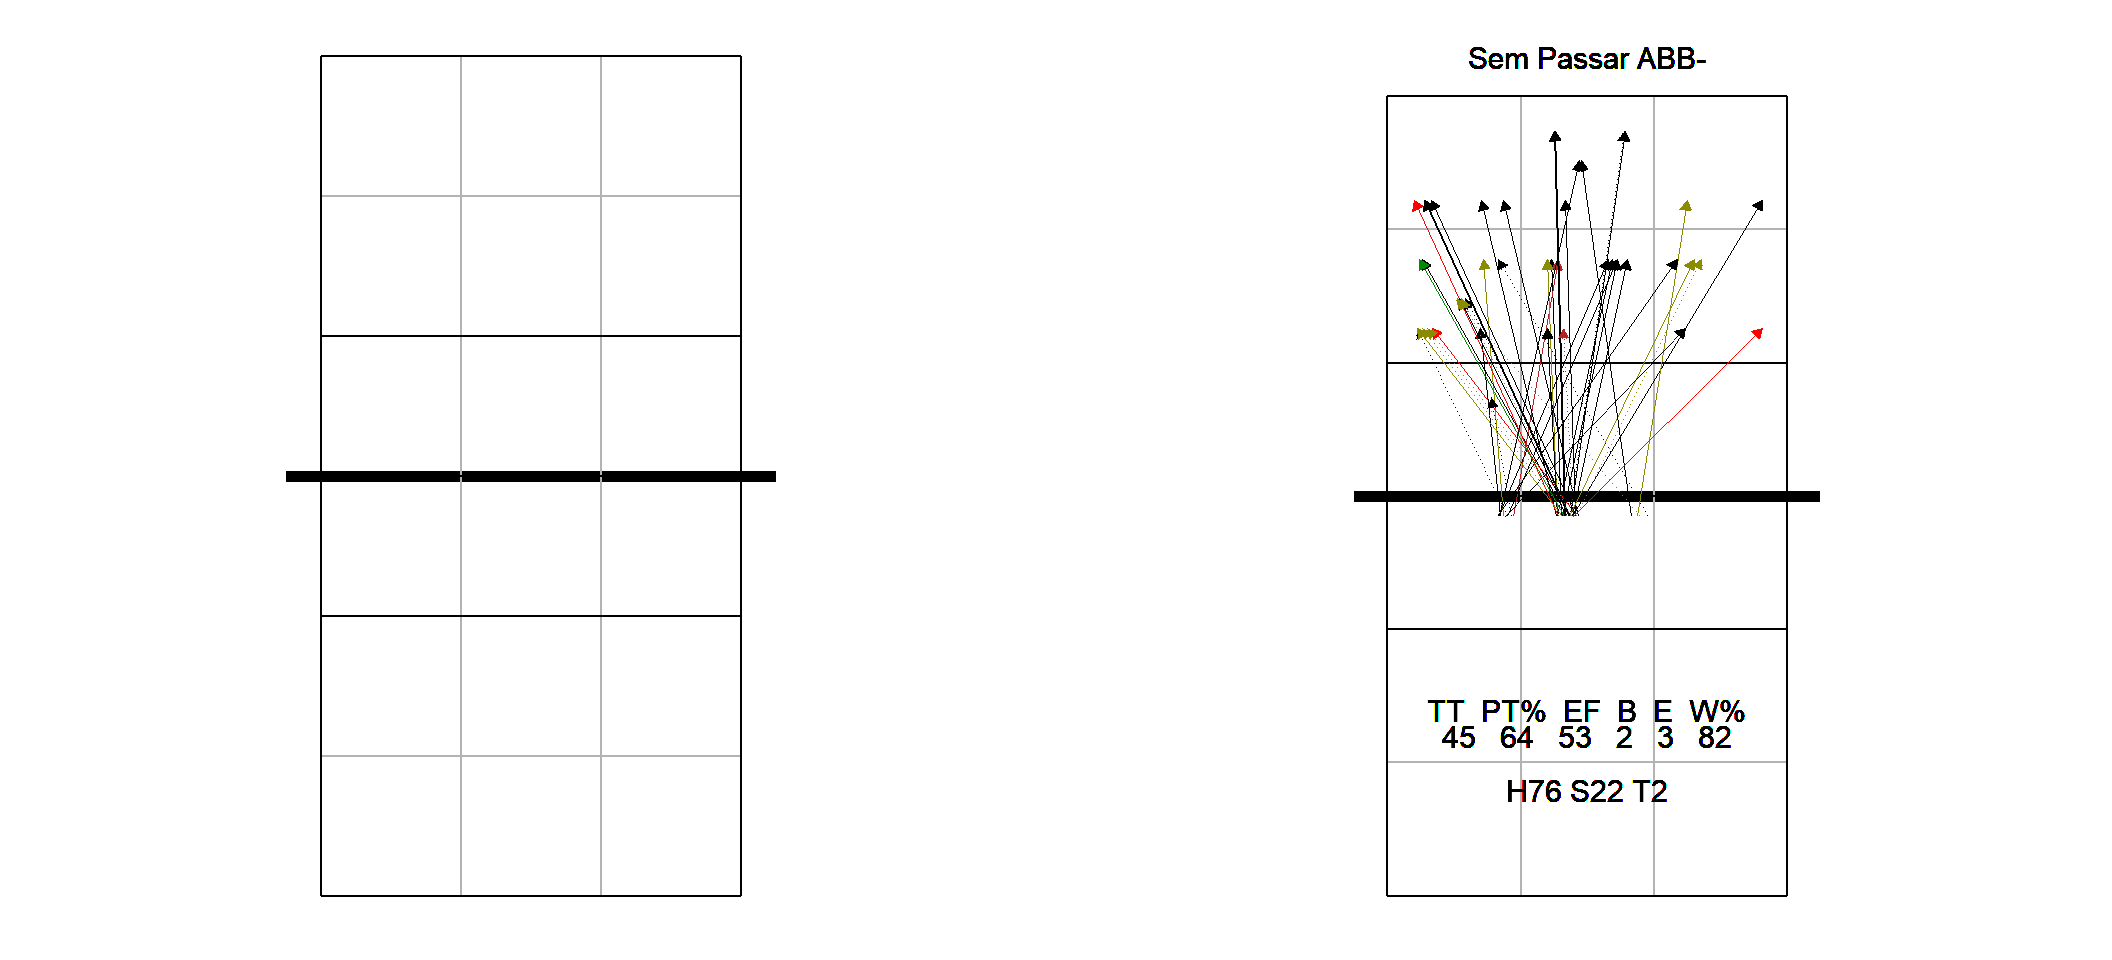 Sem Passar ABB-
TT PT% EF B E W%
45 64 53 2 3 82
H76 S22 T2